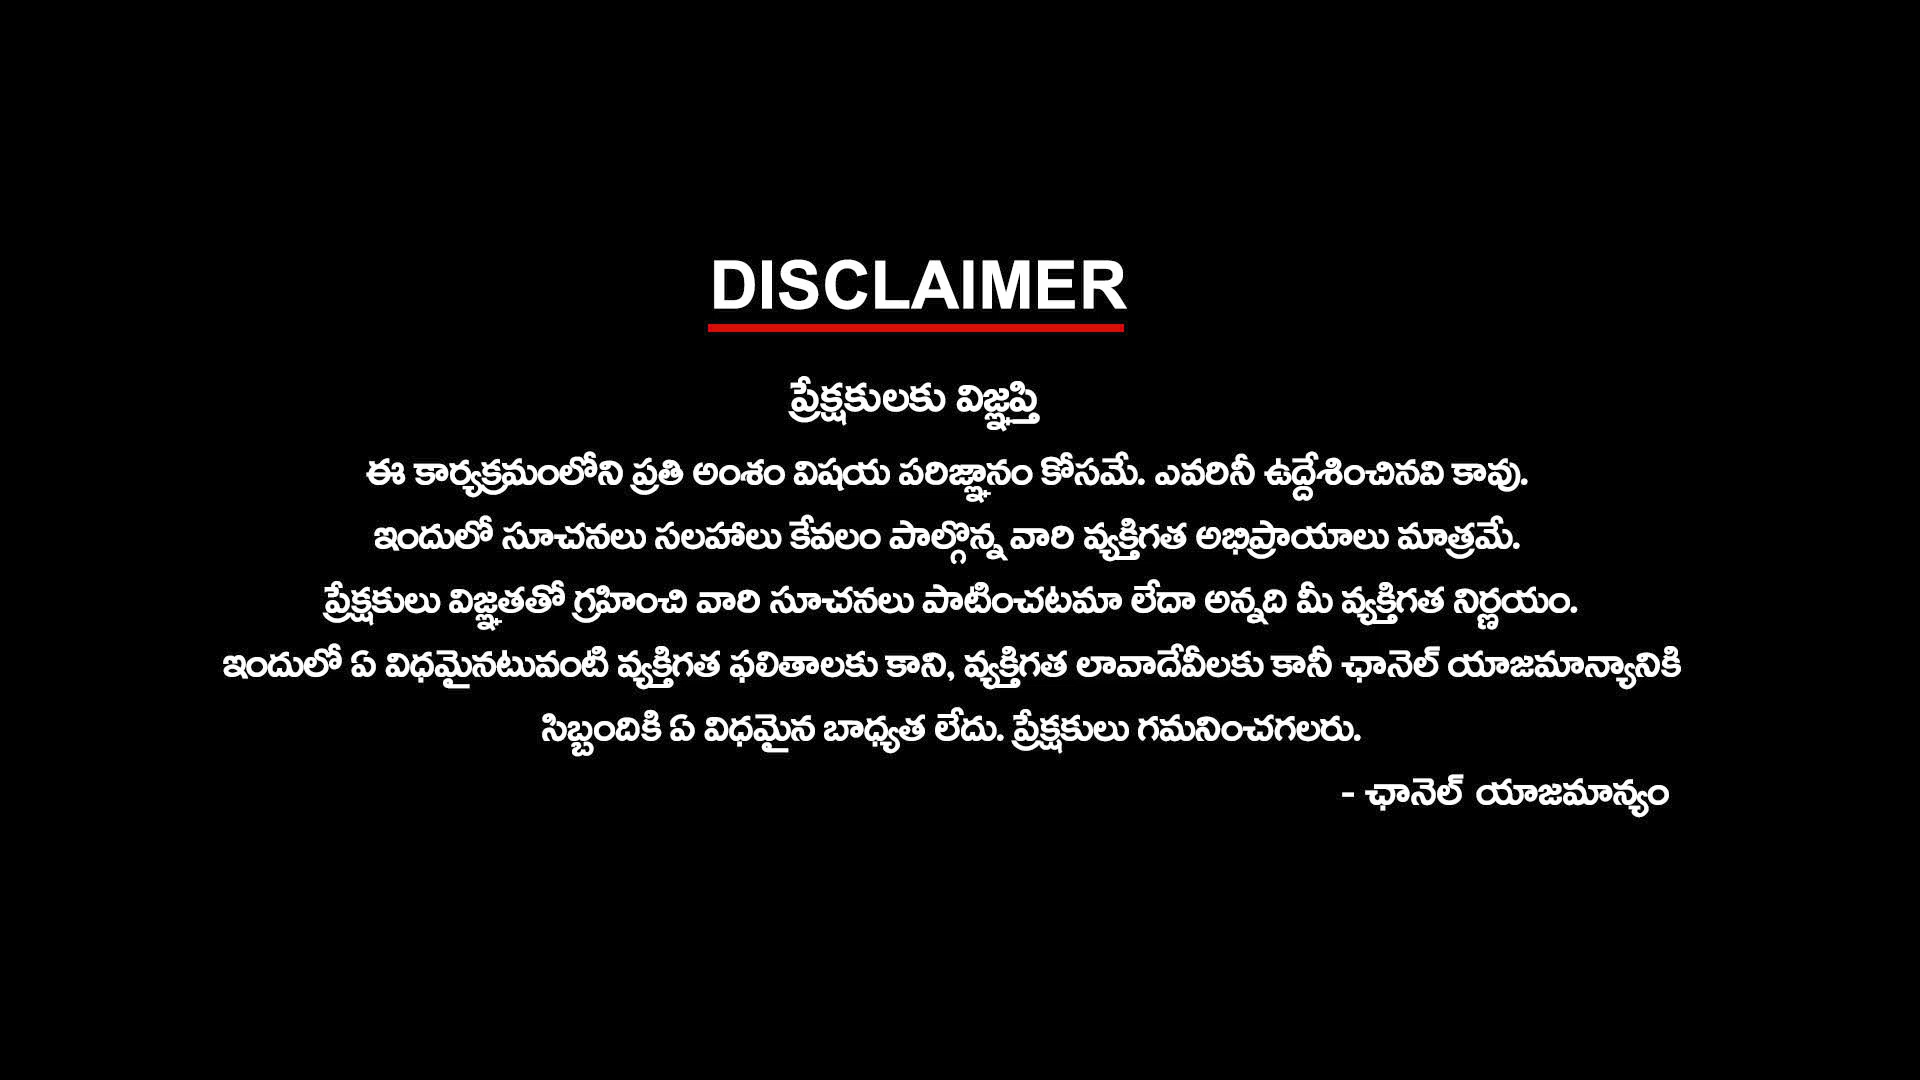 DISCLAIMER
ప్రేక్షకులకు విజ్ఞప్తి
ఈ కార్యక్రమంలోని ప్రతి అంశం విషయ పరిజ్ఞానం కోసమే. ఎవరినీ ఉద్దేశించినవి కావు.
ఇందులో సూచనలు సలహాలు కేవలం పాల్గొన్న వారి వ్యక్తిగత అభిప్రాయాలు మాత్రమే.
ప్రేక్షకులు విజ్ఞతతో గ్రహించి వారి సూచనలు పాటించటమా లేదా అన్నది మీ వ్యక్తిగత నిర్ణయం.
ఇందులో ఏ విధమైనటువంటి వ్యక్తిగత ఫలితాలకు కాని, వ్యక్తిగత లావాదేవీలకు కానీ ఛానెల్ యాజమాన్యానికి
సిబ్బందికి ఏ విధమైన బాధ్యత లేదు. ప్రేక్షకులు గమనించగలరు.
- ఛానెల్ యాజమాన్యం